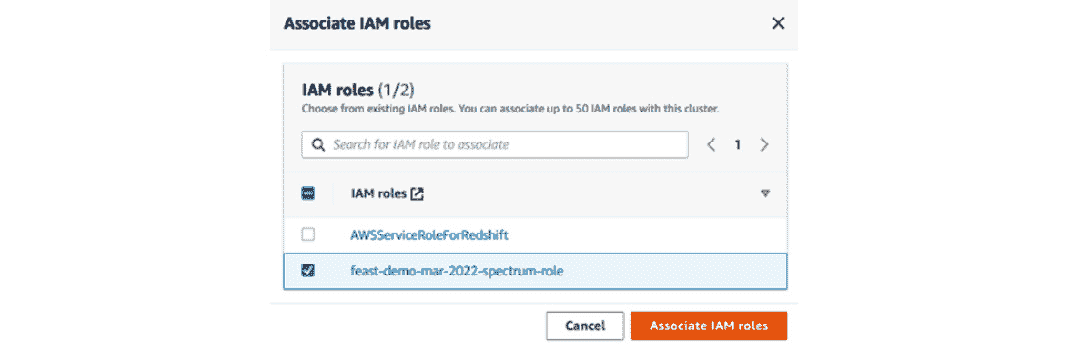 Associate IAM roles
IAM roles (1/2)
Choose from existing IAM roles. You can associate up to 50 IAM roles with this cluster.
Search for IAM role to associate
1
IAM roles
AWSServiceRoleForRedshift
feast-demo-mar-2022-spectrum-role
Cancel Associate IAM roles